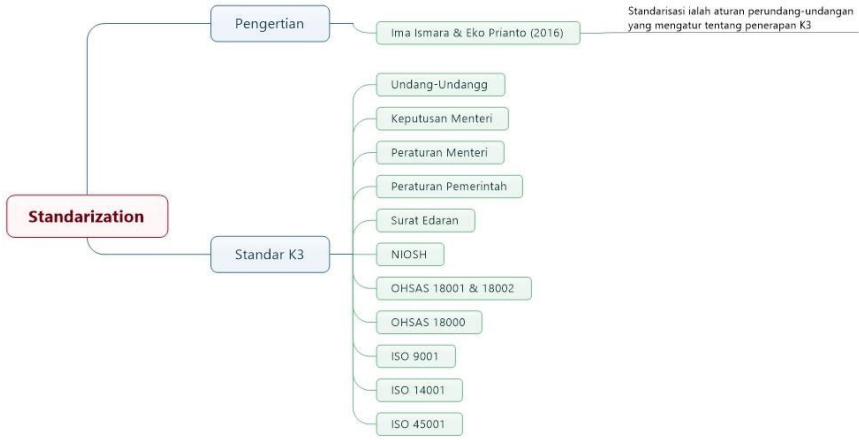 Pengertian
Ima Ismara & Eko Prianto (2016)
Standarisasi ialah aturan perundang-undangan
yang mengatur tentang penerapan K3
Standarization
Standar K3
Undang-Undangg
Keputusan Menteri
Peraturan Menteri
Peraturan Pemerintah
Surat Edaran
NIOSH
OHSAS 18001 & 18002
OHSAS 18000
ISO 9001
ISO 14001
ISO 45001